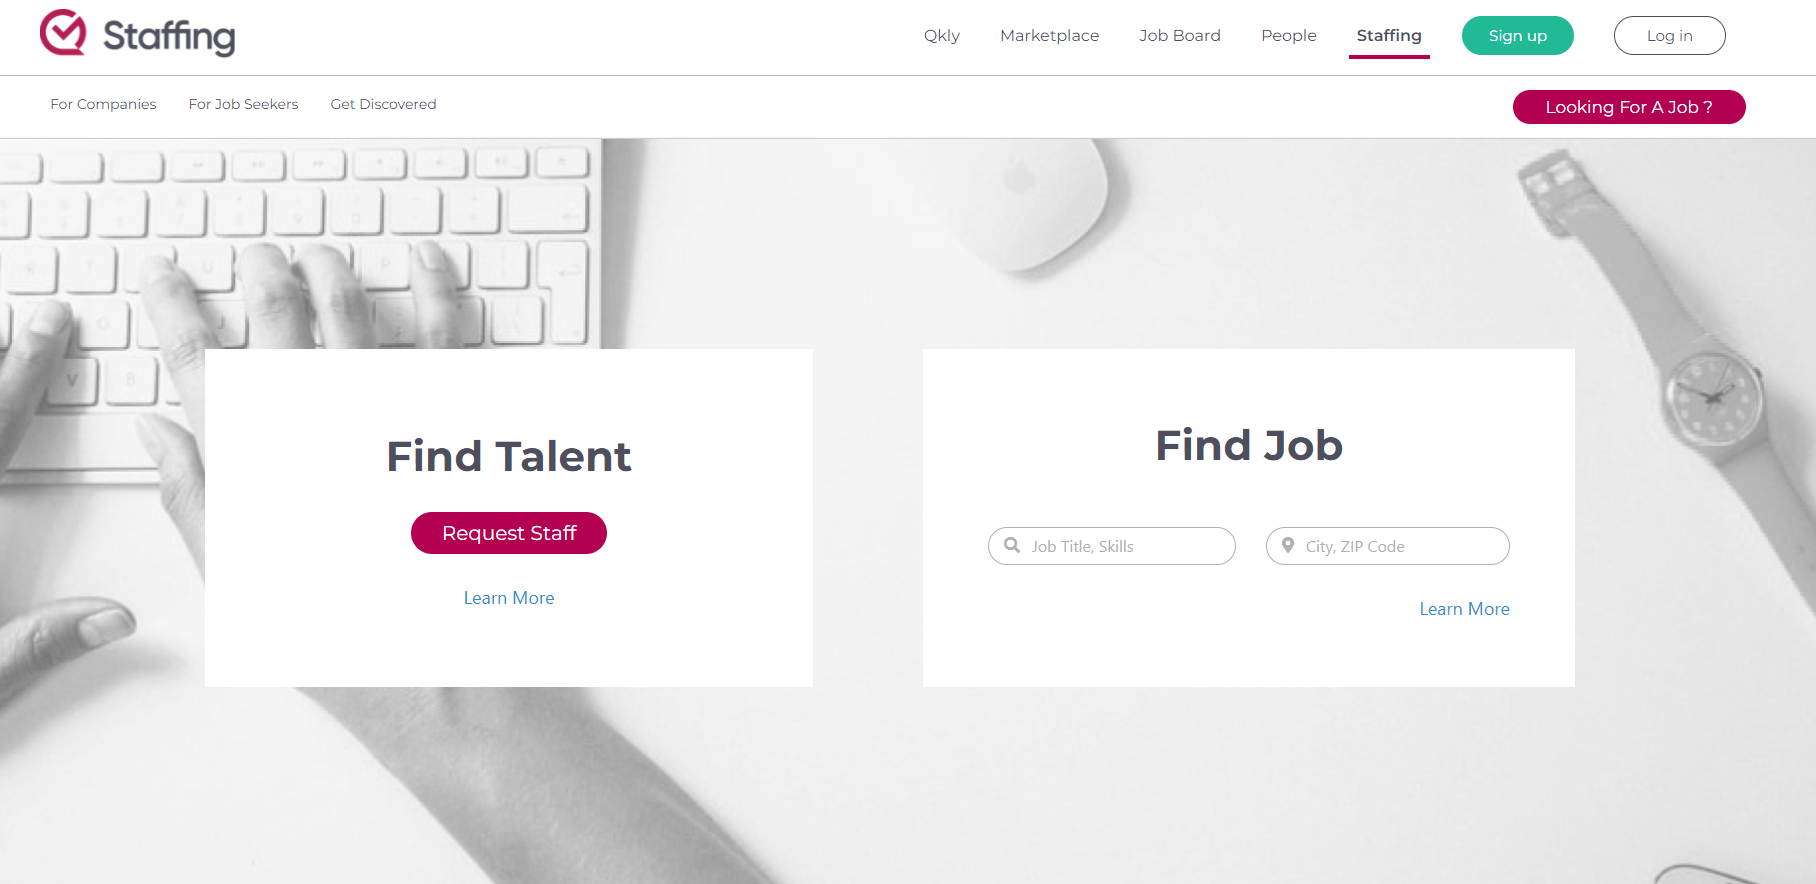 Staffing
Qkly Marketplace Job Board People Staffing Sign up Log in
For Companies For Job Seekers Get Discovered
Looking For A Job ?
Find Talent
Request Staff
Learn More
Find Job
Job Title, Skills
City, ZIP Code
Learn More